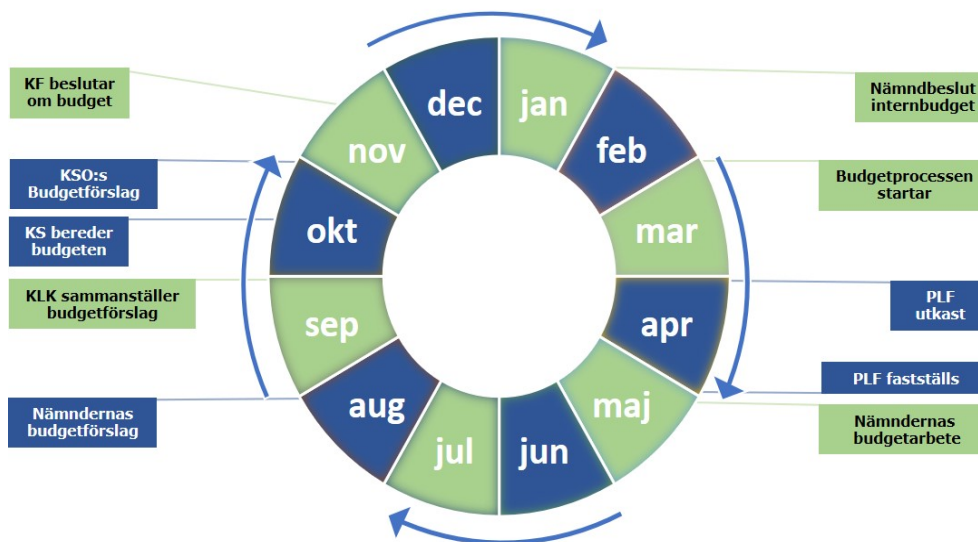 jan
feb
mar
apr
maj
jun
jul
aug
sep
okt
nov
dec
Nämndbeslut
internbudget
Budgetprocessen
startar
PLF
utkast
PLF fastställs
Nämndernas
budgetarbete
Nämndernas
budgetförslag
KLK sammanställer
budgetförslag
KS bereder
budgeten
KSO:s
Budgetförslag
KF beslutar
om budget